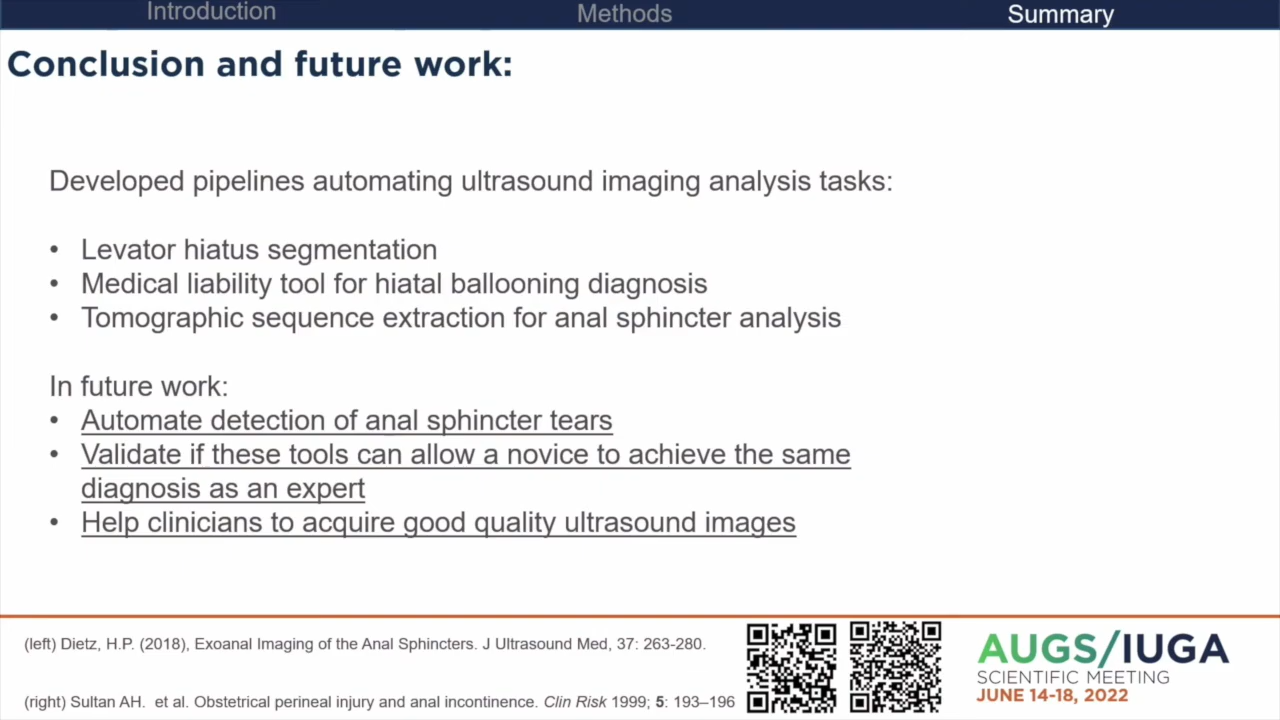 Introduction Methods Summary
Conclusion and future work:
Developed pipelines automating ultrasound imaging analysis tasks:
• Levator hiatus segmentation
• Medical liability tool for hiatal ballooning diagnosis
• Tomographic sequence extraction for anal sphincter analysis
In future work:
• Automate detection of anal sphincter tears
• Validate if these tools can allow a novice to achieve the same
diagnosis as an expert
• Help clinicians to acquire good quality ultrasound images
(left) Dietz, H.P. (2018), Exoanal Imaging of the Anal Sphincters. J Ultrasound Med, 37: 263-280.
(right) Sultan AH. et al. Obstetrical perineal injury and anal incontinence. Clin Risk 1999; 5: 193–196
AUGS/IUGA
SCIENTIFIC MEETING
JUNE 14-18, 2022